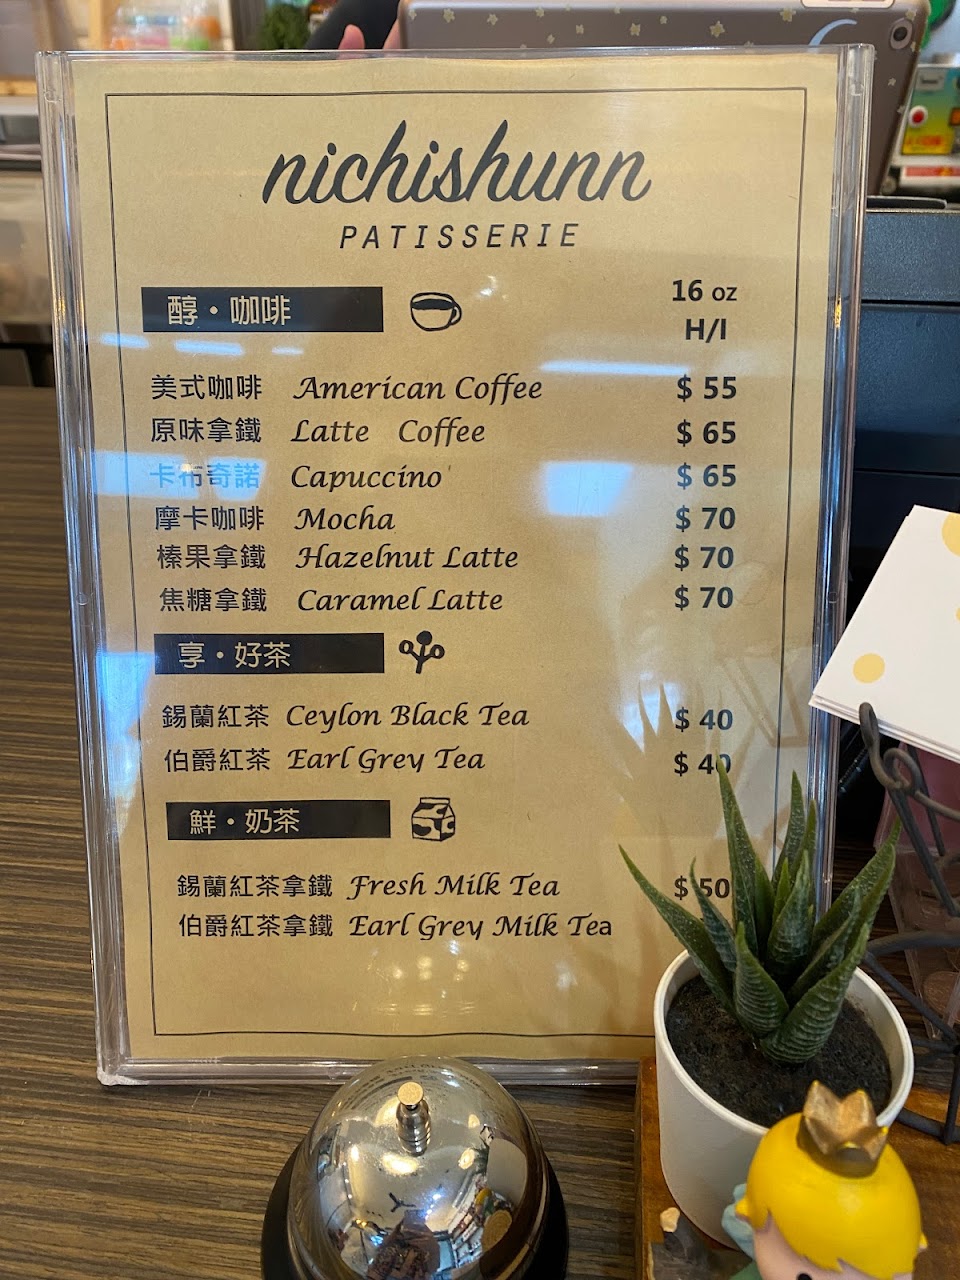 nichishunn
PATISSERIE
醇・咖啡
16 oz
H/I
美式咖啡 American Coffee $ 55
原味拿鐵 Latte Coffee $ 65
卡布奇諾 Capuccino $ 65
摩卡咖啡 Mocha $ 70
榛果拿鐵 Hazelnut Latte $ 70
焦糖拿鐵 Caramel Latte $ 70
享・好茶
錫蘭紅茶 Ceylon Black Tea $ 40
伯爵紅茶 Earl Grey Tea $ 40
鮮・奶茶
錫蘭紅茶拿鐵 Fresh Milk Tea $ 50
伯爵紅茶拿鐵 Earl Grey Milk Tea